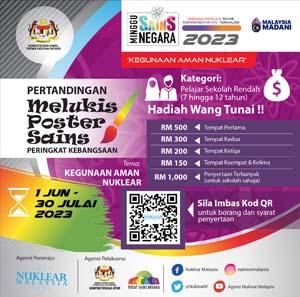 MINGGU SAINS NEGARA
2023
MALAYSIA MADANI
'KEGUNAAN AMAN NUKLEAR'
PERTANDINGAN
Melukis
Poster
Sains
PERINGKAT KEBANGSAAN
Tema:
KEGUNAAN AMAN
NUKLEAR
1 JUN -
30 JULAI
2023
Kategori:
Pelajar Sekolah Rendah
(7 hingga 12 tahun)
Hadiah Wang Tunai !!
RM 500 Tempat Pertama
RM 300 Tempat Kedua
RM 200 Tempat Ketiga
RM 150 Tempat Keempat & Kelima
RM 1,000 Penyertaan Terbanyak
(untuk sekolah sahaja)
Sila Imbas Kod QR
untuk borang dan syarat
penyertaan
Agensi Peneraju:
NUKLEAR
MALAYSIA
Agensi Pelaksana:
PUSAT SAINS NEGARA
Nuklear Malaysia
nuklearmalaysia
@NuklearM
Nuklear Malaysia